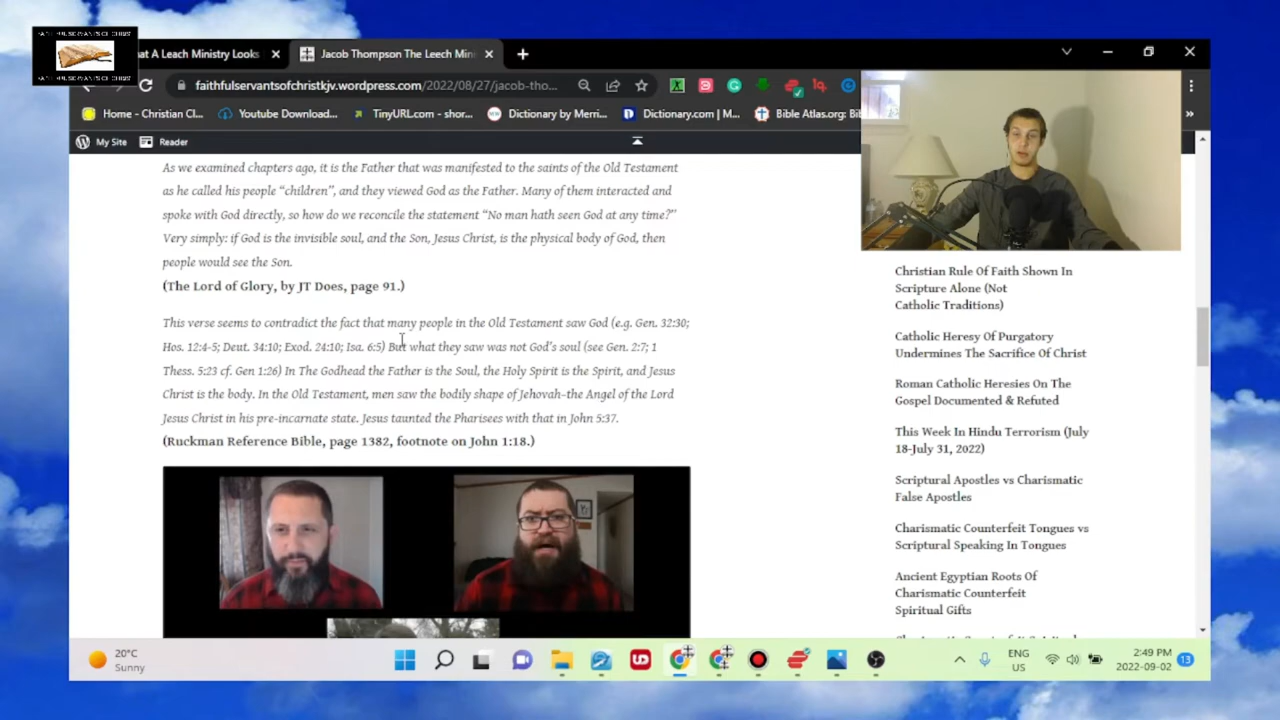 FAITHFULSERVANTSOFCHRIST
FAITHFULSERVANTSOFCHRIST
at A Leach Ministry Looks
Jacob Thompson The Leech Min
faithfulservantsofchristkjv.wordpress.com/2022/08/27/jacob-tho...
Home - Christian Cl...
Youtube Download...
TinyURL.com - shor...
Dictionary by Merri...
Dictionary.com | M...
Bible Atlas.org: Bib
My Site
Reader
As we examined chapters ago, it is the Father that was manifested to the saints of the Old Testament
as he called his people “children”, and they viewed God as the Father. Many of them interacted and
spoke with God directly, so how do we reconcile the statement “No man hath seen God at any time?”
Very simply: if God is the invisible soul, and the Son, Jesus Christ, is the physical body of God, then
people would see the Son.
(The Lord of Glory, by JT Does, page 91.)
This verse seems to contradict the fact that many people in the Old Testament saw God (e.g. Gen. 32:30;
Hos. 12:4-5; Deut. 34:10; Exod. 24:10; Isa. 6:5) But what they saw was not God’s soul (see Gen. 2:7; 1
Thess. 5:23 cf. Gen 1:26) In The Godhead the Father is the Soul, the Holy Spirit is the Spirit, and Jesus
Christ is the body. In the Old Testament, men saw the bodily shape of Jehovah–the Angel of the Lord
Jesus Christ in his pre-incarnate state. Jesus taunted the Pharisees with that in John 5:37.
(Ruckman Reference Bible, page 1382, footnote on John 1:18.)
Christian Rule Of Faith Shown In
Scripture Alone (Not
Catholic Traditions)
Catholic Heresy Of Purgatory
Undermines The Sacrifice Of Christ
Roman Catholic Heresies On The
Gospel Documented & Refuted
This Week In Hindu Terrorism (July
18-July 31, 2022)
Scriptural Apostles vs Charismatic
False Apostles
Charismatic Counterfeit Tongues vs
Scriptural Speaking In Tongues
Ancient Egyptian Roots Of
Charismatic Counterfeit
Spiritual Gifts
20°C
Sunny
ENG
US
2:49 PM
2022-09-02
13